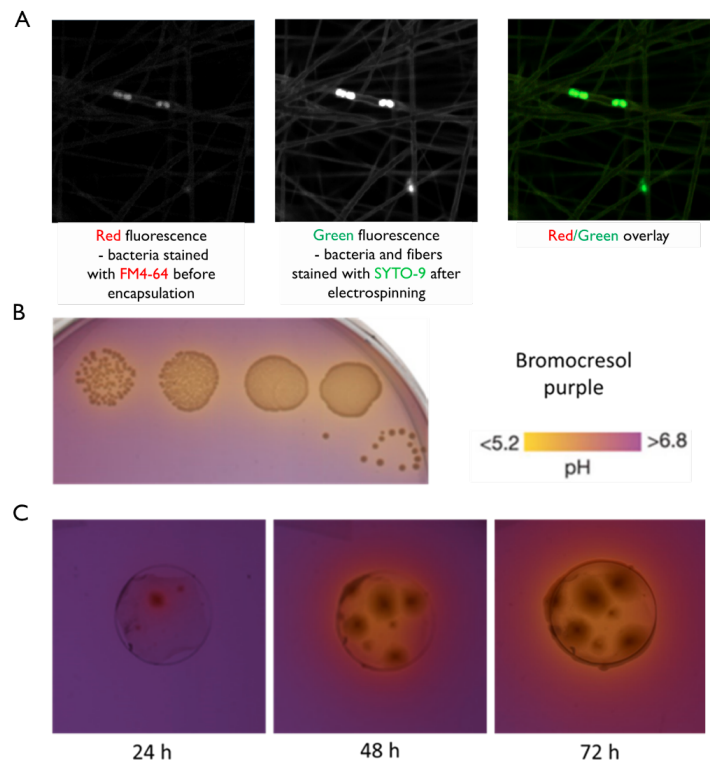 A
Red fluorescence
- bacteria stained
with FM4-64 before
encapsulation
Green fluorescence
- bacteria and fibers
stained with SYTO-9 after
electrospinning
Red/Green overlay
B
Bromocresol
purple
<5.2 >6.8
pH
C
24 h 48 h 72 h